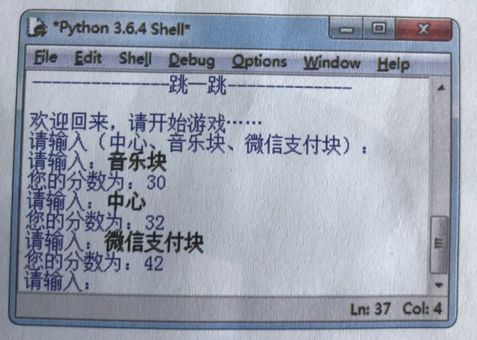 *Python 3.6.4 Shell*
File Edit Shell Debug Options Window Help
---------------跳一跳--------------
欢迎回来，请开始游戏……
请输入（中心、音乐块、微信支付块）：
请输入：音乐块
您的分数为：30
请输入：中心
您的分数为：32
请输入：微信支付块
您的分数为：42
请输入：
Ln: 37 Col: 4